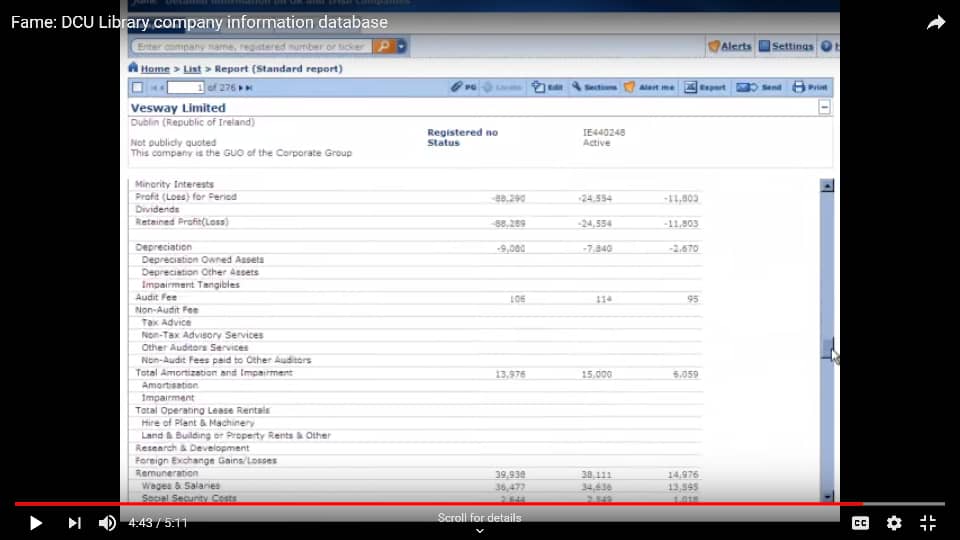 Fame: DCU Library company information database
Enter company name, registered number or ticker
Alerts Settings
Home > List > Report (Standard report)
1 of 276 PG Locate Edit Sections Alert me Export Send Print
Vesway Limited
Dublin (Republic of Ireland)
Registered no IE440248
Not publicly quoted Status Active
This company is the GUO of the Corporate Group
Minority Interests
Profit (Loss) for Period -88,290 -24,554 -11,803
Dividends
Retained Profit(Loss) -88,289 -24,554 -11,803
Depreciation -9,080 -7,840 -2,670
Depreciation Owned Assets
Depreciation Other Assets
Impairment Tangibles
Audit Fee 106 114 95
Non-Audit Fee
Tax Advice
Non-Tax Advisory Services
Other Auditors Services
Non-Audit Fees paid to Other Auditors
Total Amortization and Impairment 13,976 15,000 6,059
Amortisation
Impairment
Total Operating Lease Rentals
Hire of Plant & Machinery
Land & Building or Property Rents & Other
Research & Development
Foreign Exchange Gains/Losses
Remuneration 39,938 38,111 14,976
Wages & Salaries 36,477 34,636 13,595
Social Security Costs
4:43 / 5:11
Scroll for details
CC